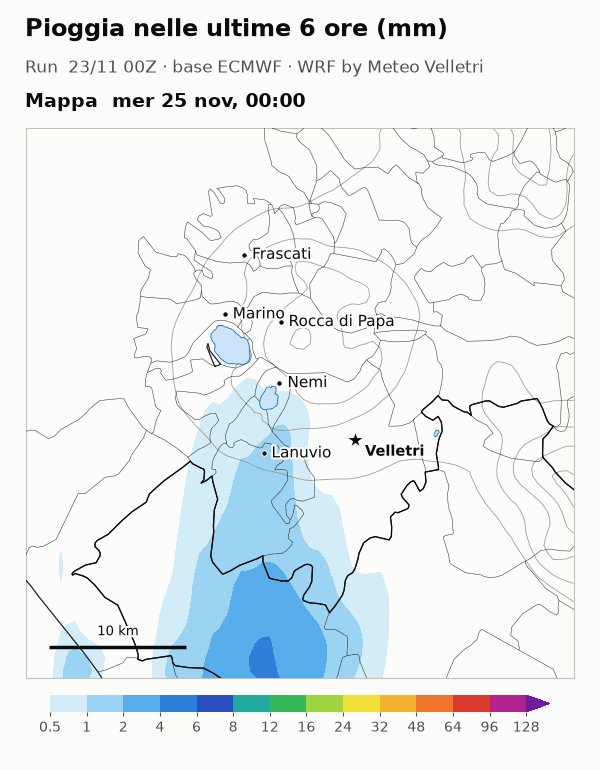 Pioggia nelle ultime 6 ore (mm)
Run  23/11 00Z · base ECMWF · WRF by Meteo Velletri
Mappa  mer 25 nov, 00:00
Frascati
Marino
Rocca di Papa
Nemi
Velletri
Lanuvio
10 km
0.5 1 2 4 6 8 12 16 24 32 48 64 96 128